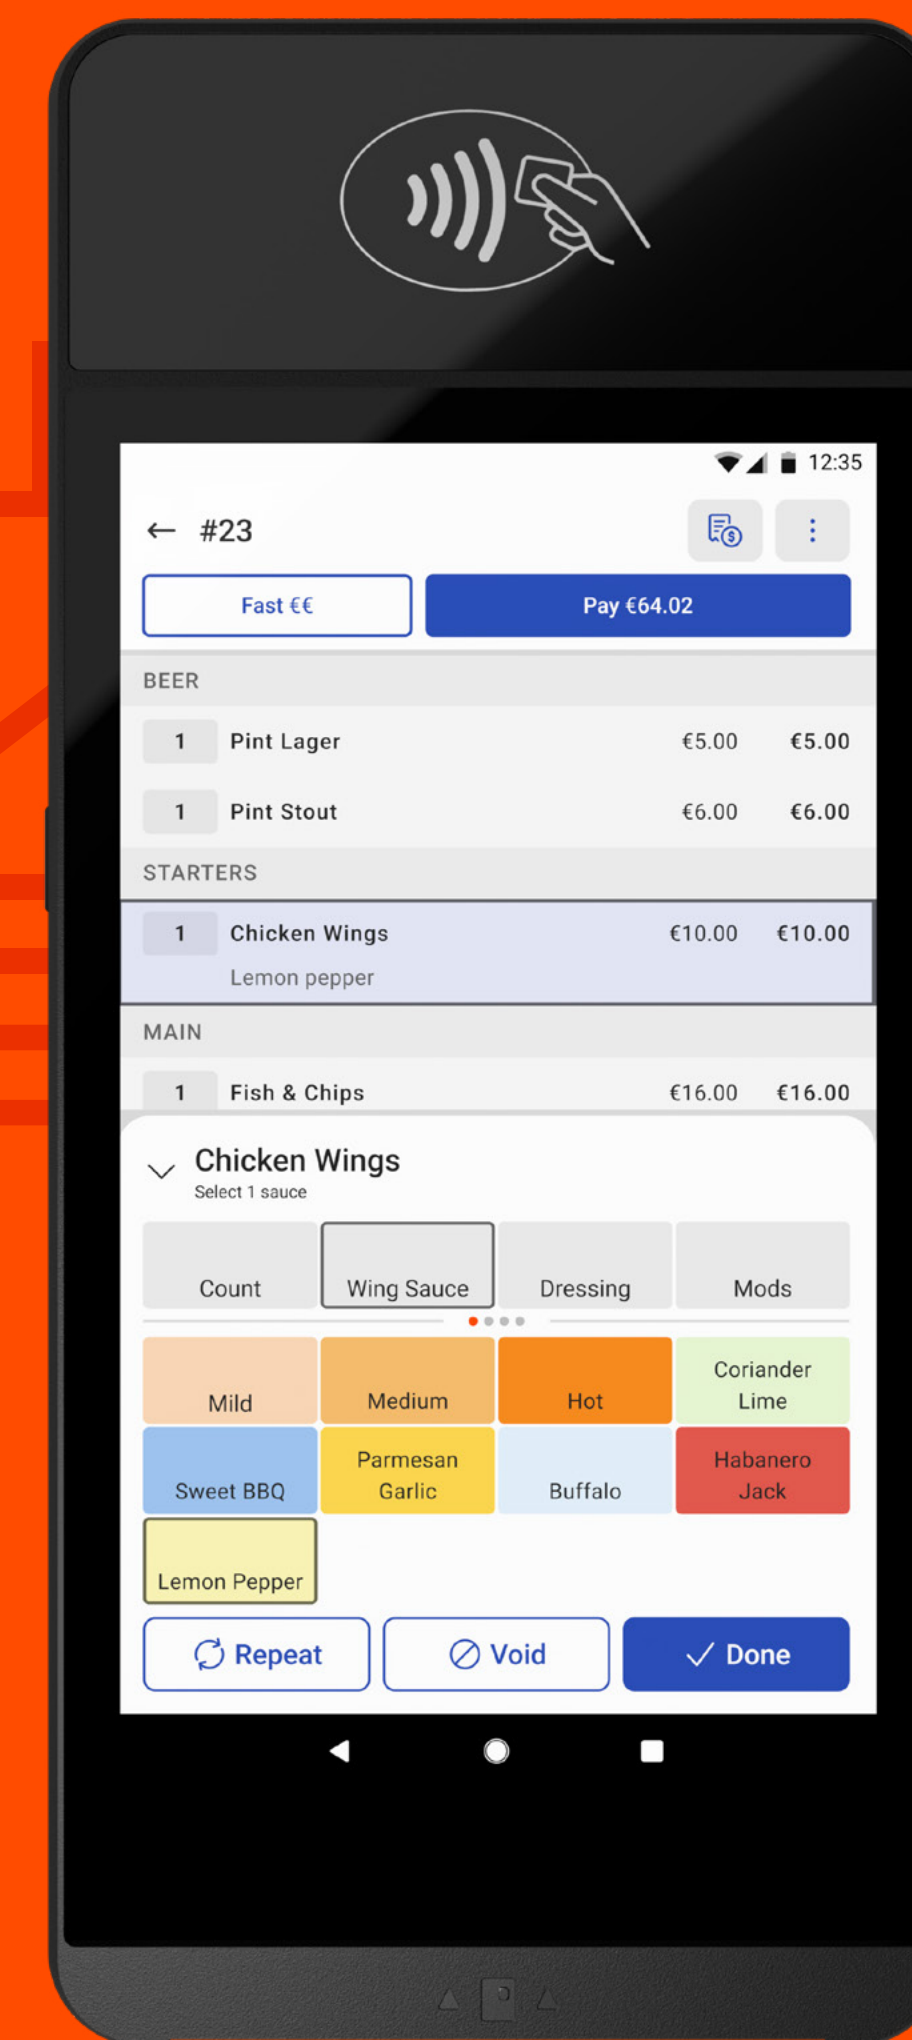 12:35
← #23
Fast €€ Pay €64.02
BEER
1 Pint Lager €5.00 €5.00
1 Pint Stout €6.00 €6.00
STARTERS
1 Chicken Wings €10.00 €10.00
Lemon pepper
MAIN
1 Fish & Chips €16.00 €16.00
Chicken Wings
Select 1 sauce
Count Wing Sauce Dressing Mods
Mild Medium Hot Coriander
Lime
Sweet BBQ Parmesan
Garlic Buffalo Habanero
Jack
Lemon Pepper
Repeat Void Done